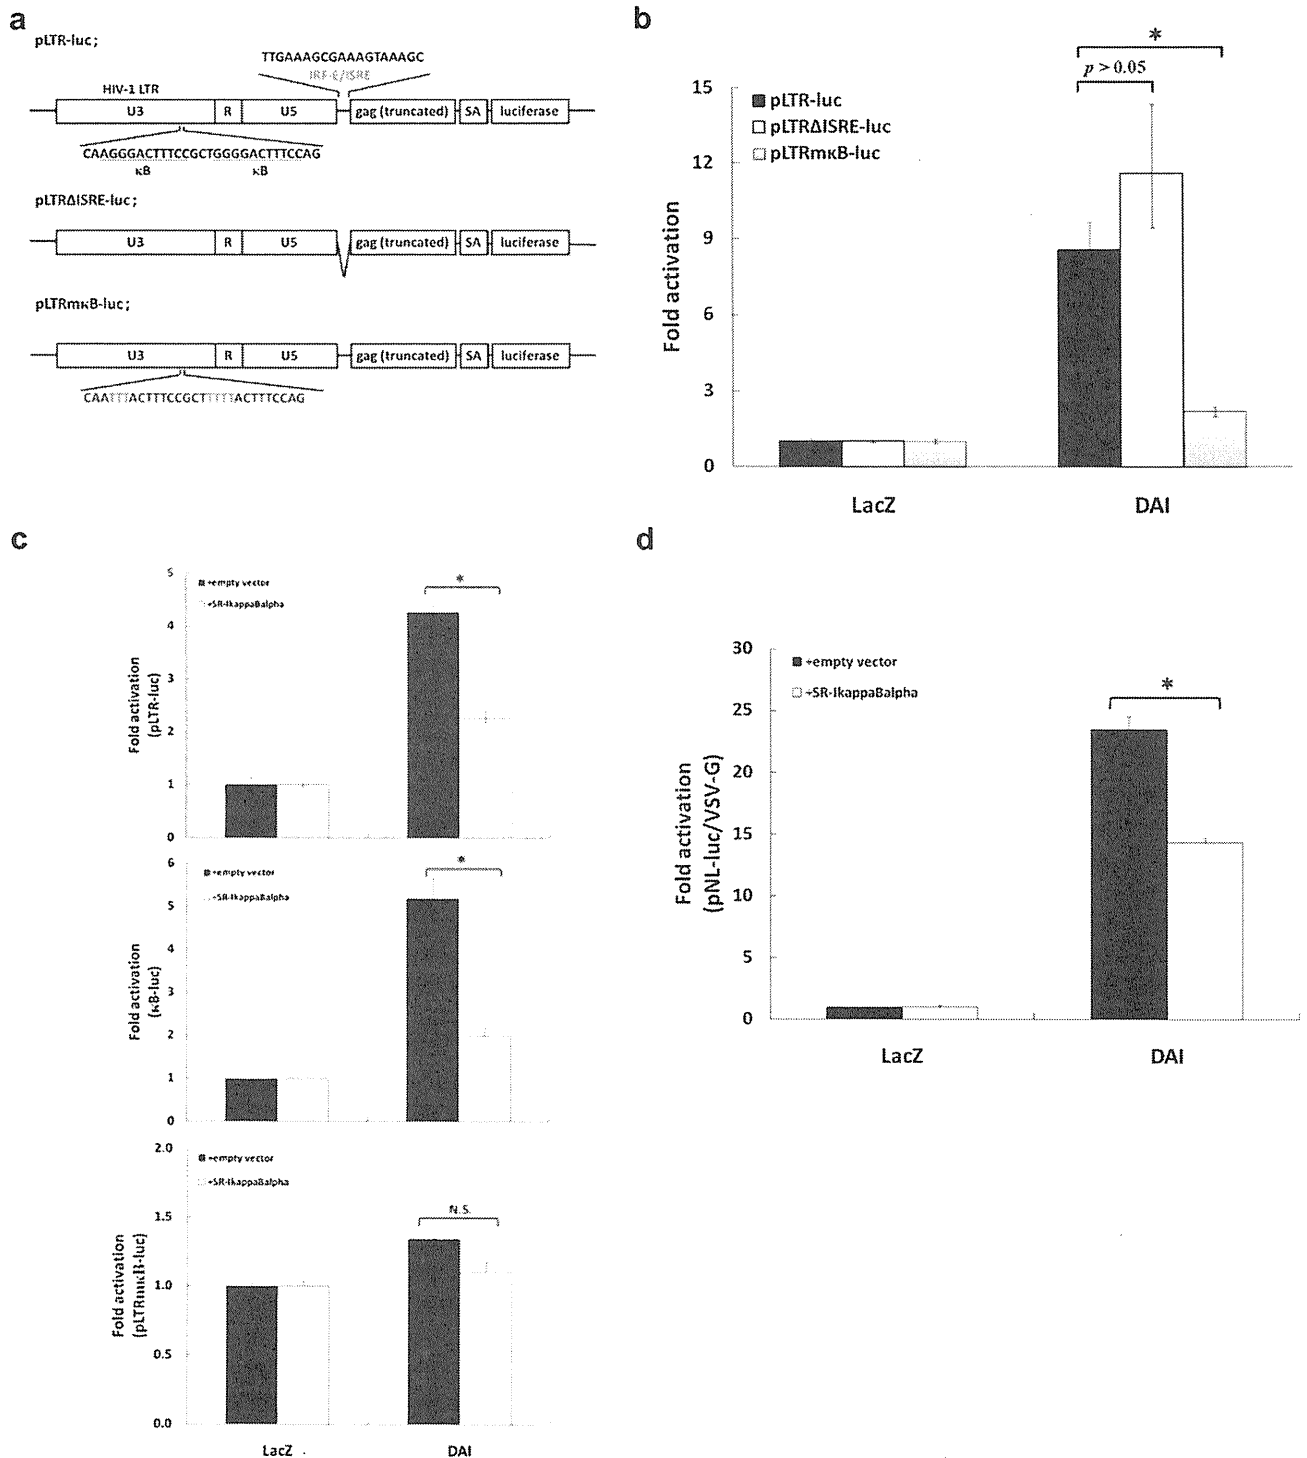 a
pLTR-luc;
TTGAAAGCGAAAGTAAAGC
IRF-E/ISRE
HIV-1 LTR
U3 R U5 gag (truncated) SA luciferase
CAAGGGACTTTCCGCTGGGGACTTTCCAG
κB κB
pLTRΔISRE-luc;
U3 R U5 gag (truncated) SA luciferase
pLTRmκB-luc;
U3 R U5 gag (truncated) SA luciferase
CAATTTACTTTCCGCTTTTTACTTTCCAG
b
*
p > 0.05
pLTR-luc
pLTRΔISRE-luc
pLTRmκB-luc
Fold activation
15
12
9
6
3
0
LacZ DAI
c
+empty vector
+SR-IkappaBalpha
*
Fold activation
(pLTR-luc)
5
4
3
2
1
0
+empty vector
+SR-IkappaBalpha
*
Fold activation
(κB-luc)
6
5
4
3
2
1
0
+empty vector
+SR-IkappaBalpha
N.S.
Fold activation
(pLTRmκB-luc)
2.0
1.5
1.0
0.5
0.0
LacZ DAI
d
+empty vector
+SR-IkappaBalpha
*
Fold activation
(pNL-luc/VSV-G)
30
25
20
15
10
5
0
LacZ DAI